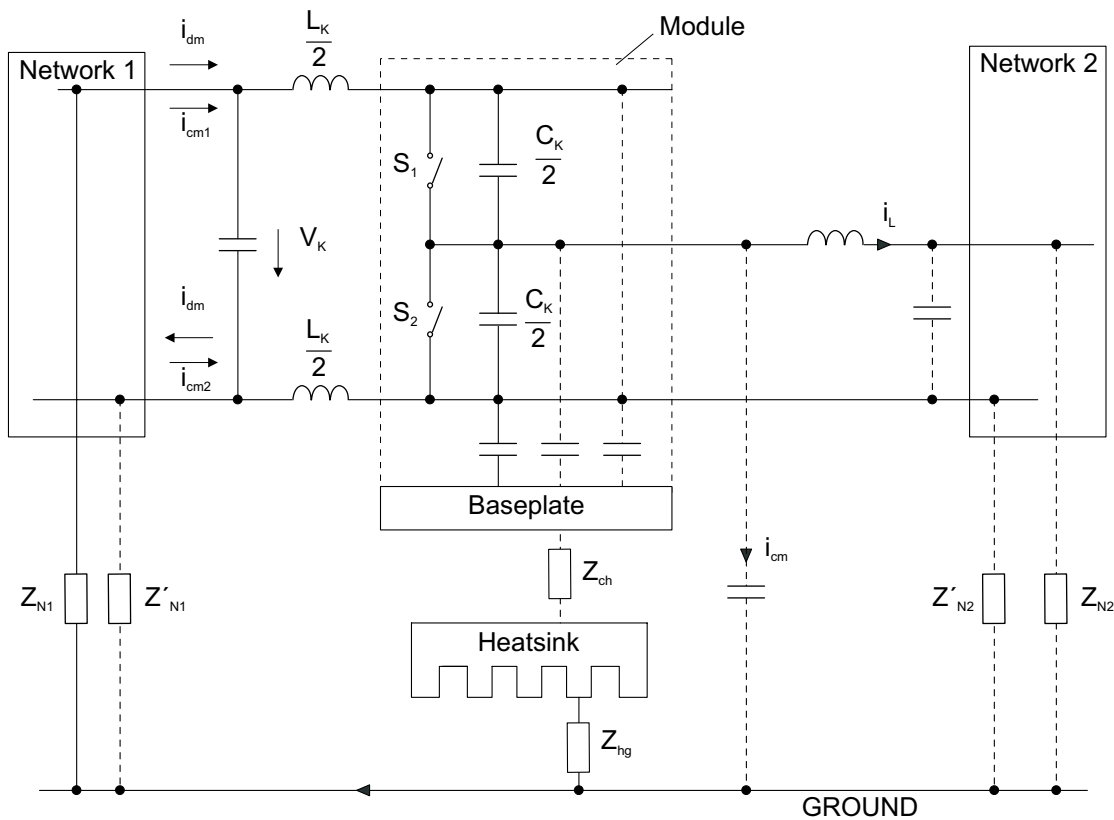 Module
Network 1
Network 2
i_dm
L_K
2
i_cm1
S_1
C_K
2
i_L
V_K
i_dm
S_2
C_K
2
L_K
2
i_cm2
Baseplate
Z_ch
i_cm
Z_N1
Z´_N1
Z´_N2
Z_N2
Heatsink
Z_hg
GROUND